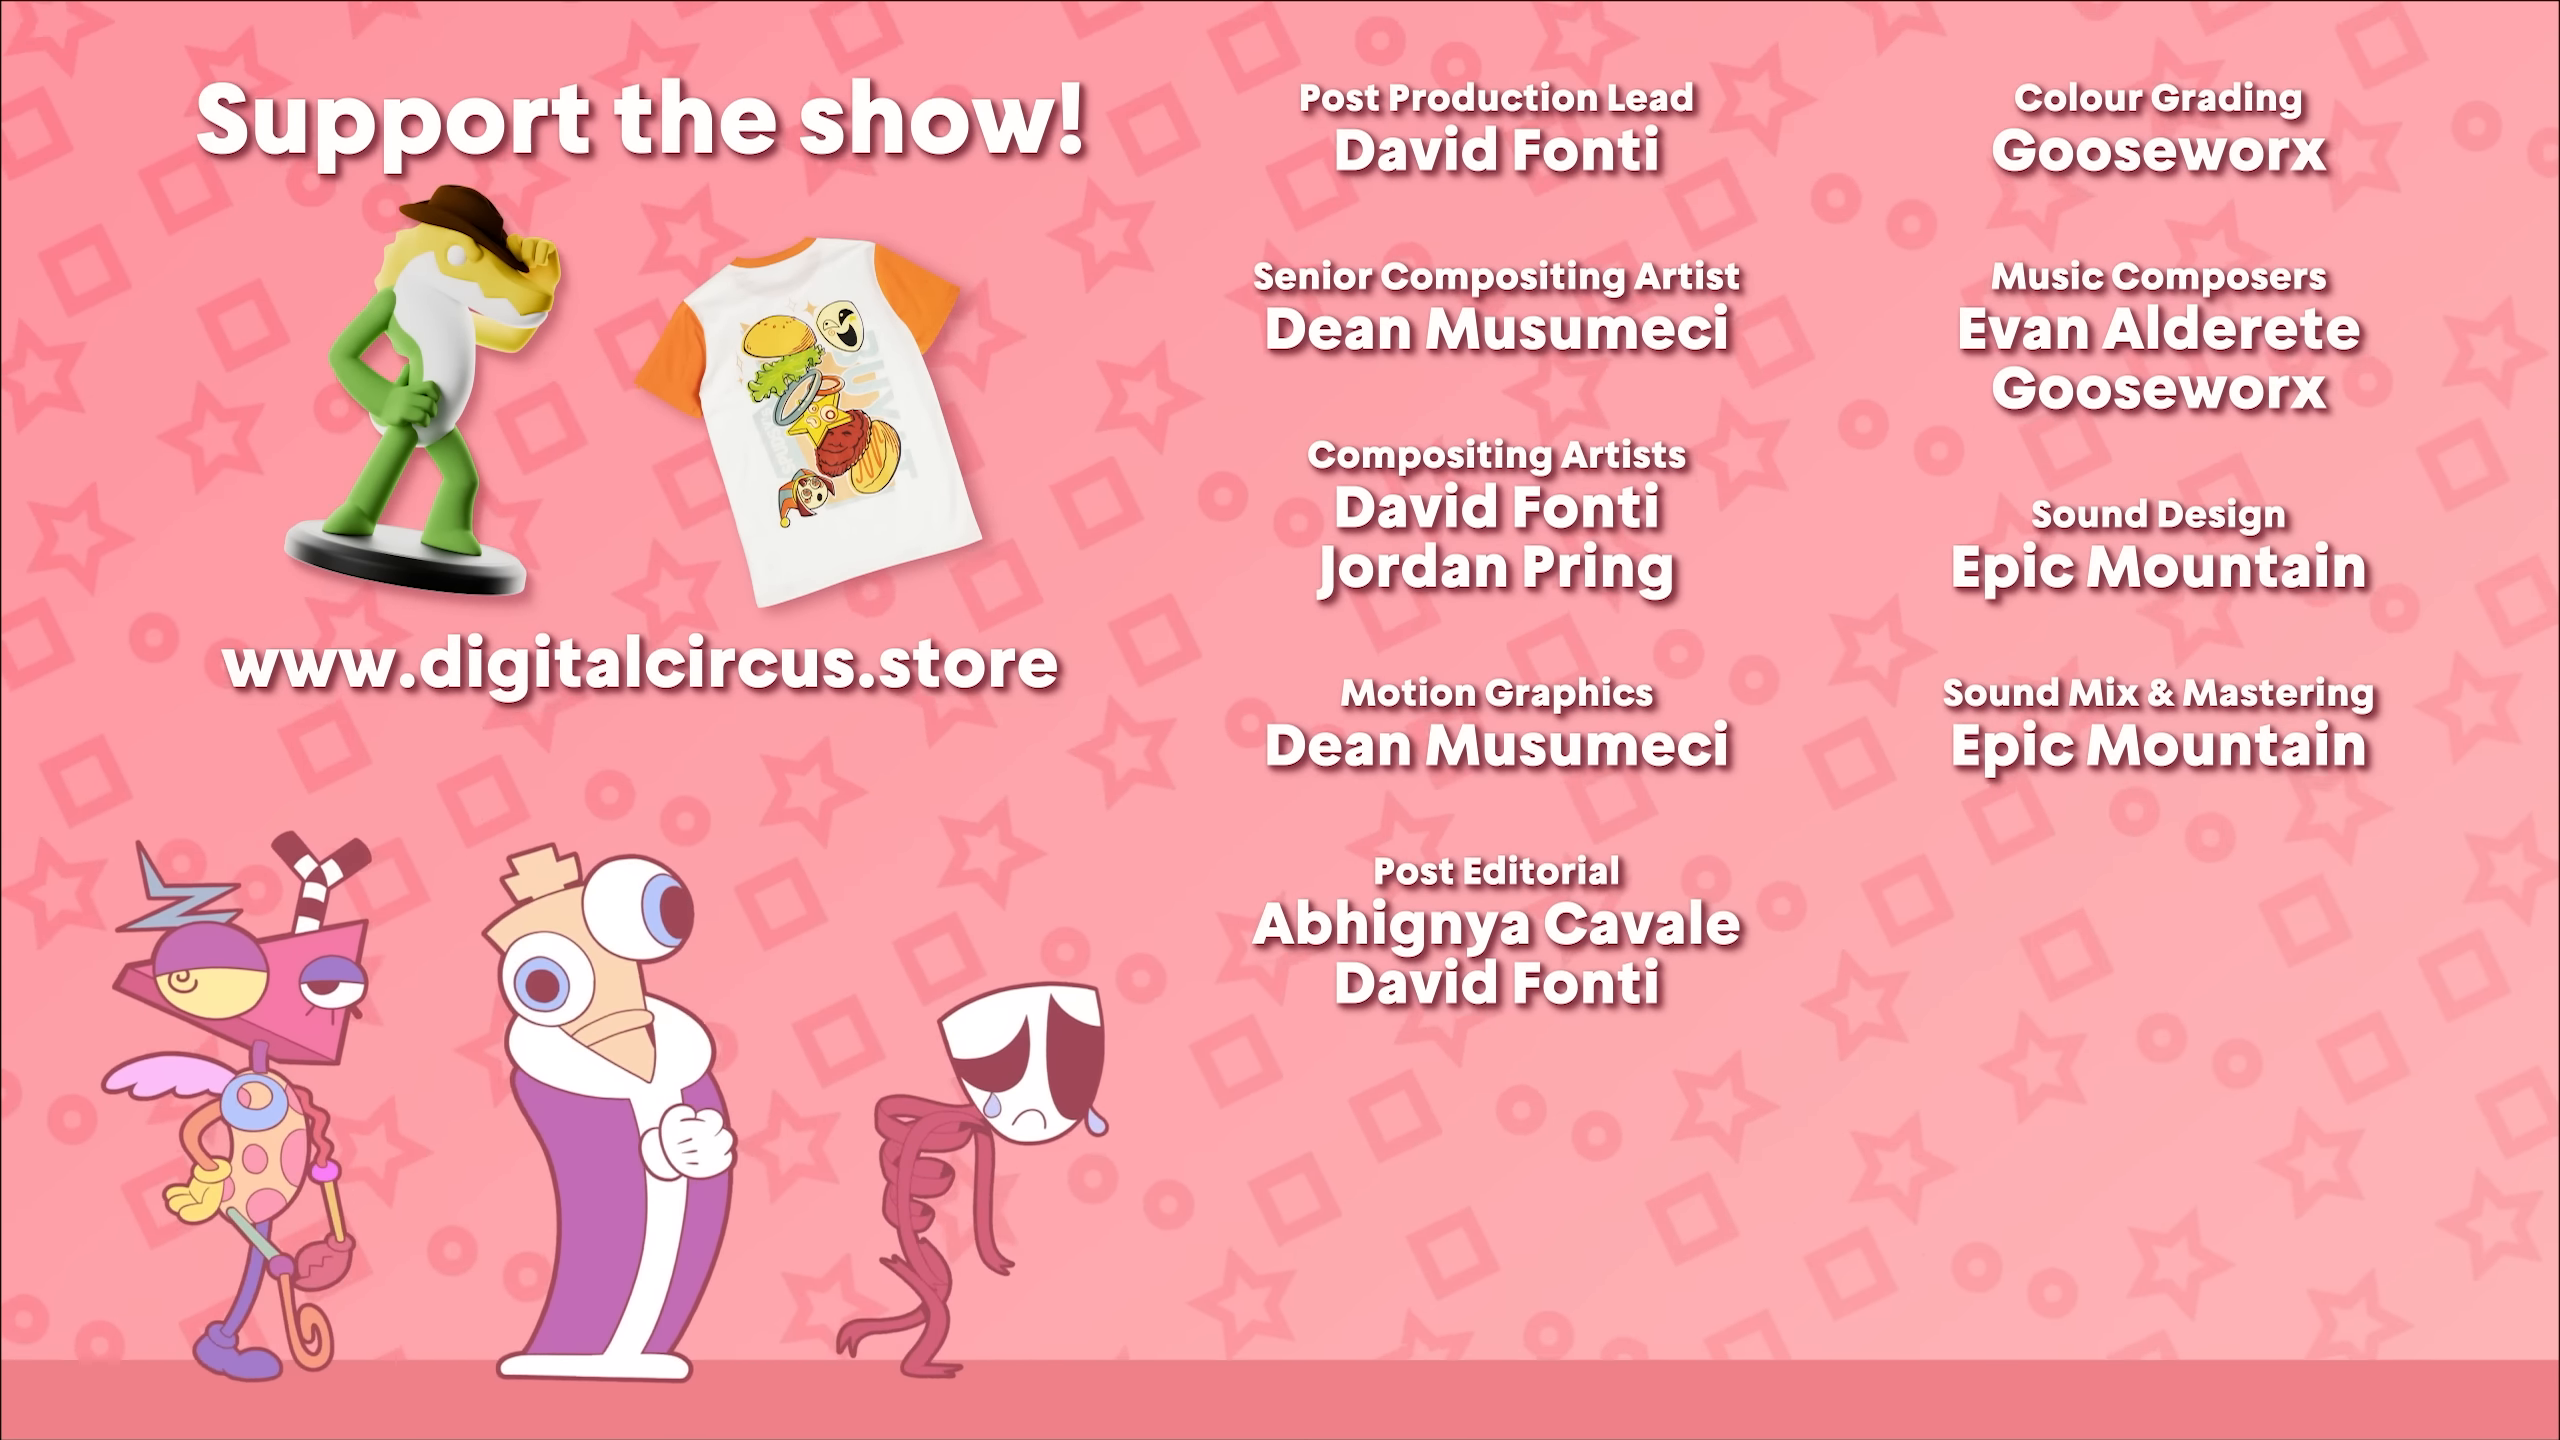 Support the show!
www.digitalcircus.store
Post Production Lead
David Fonti
Senior Compositing Artist
Dean Musumeci
Compositing Artists
David Fonti
Jordan Pring
Motion Graphics
Dean Musumeci
Post Editorial
Abhignya Cavale
David Fonti
Colour Grading
Gooseworx
Music Composers
Evan Alderete
Gooseworx
Sound Design
Epic Mountain
Sound Mix & Mastering
Epic Mountain